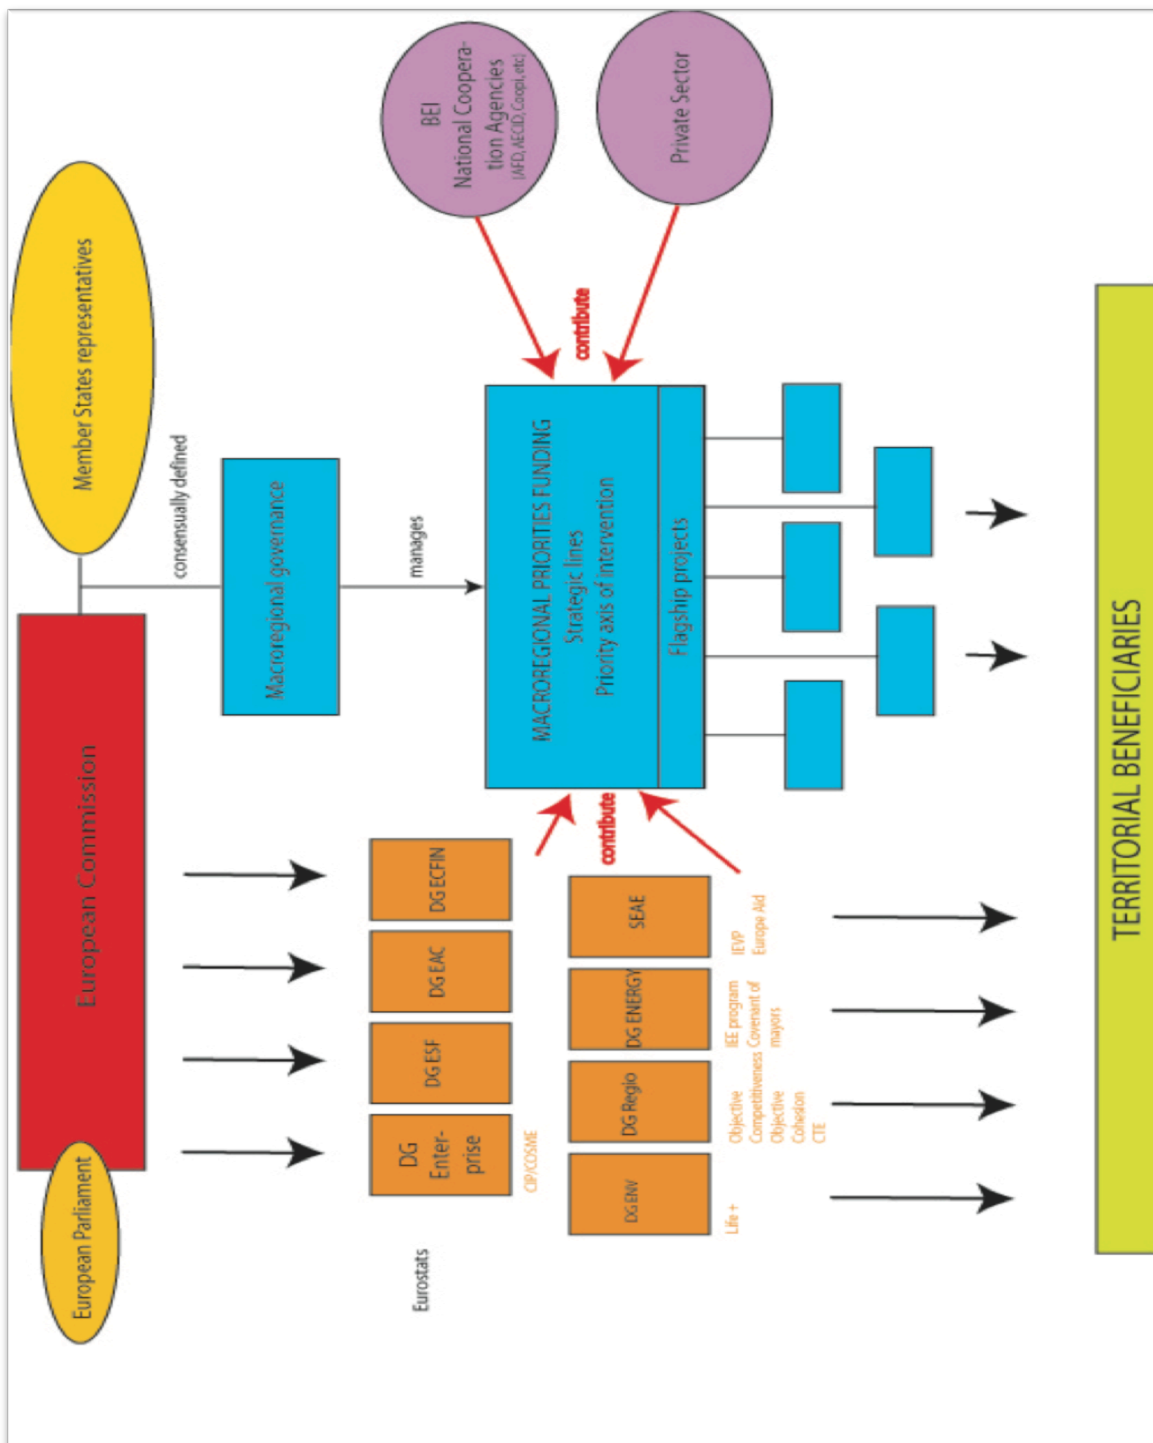 European Parliament
European Commission
Member States representatives
consensually defined
Macroregional governance
manages
Eurostats
DG
Enter-
prise
CIP/COSME
DG ESF
DG EAC
DG ECFIN
DG ENV
Life +
DG Regio
Objective
Competitiveness
Objective
Cohesion
CTE
DG ENERGY
IEE program
Covenant of
mayors
SEAE
IEVP
Europe Aid
contribute
MACROREGIONAL PRIORITIES FUNDING
Strategic lines
Priority axis of intervention
Flagship projects
contribute
BEI
National Coopera-
tion Agencies
(AFD, AECID, Coopi, etc)
Private Sector
TERRITORIAL BENEFICIARIES